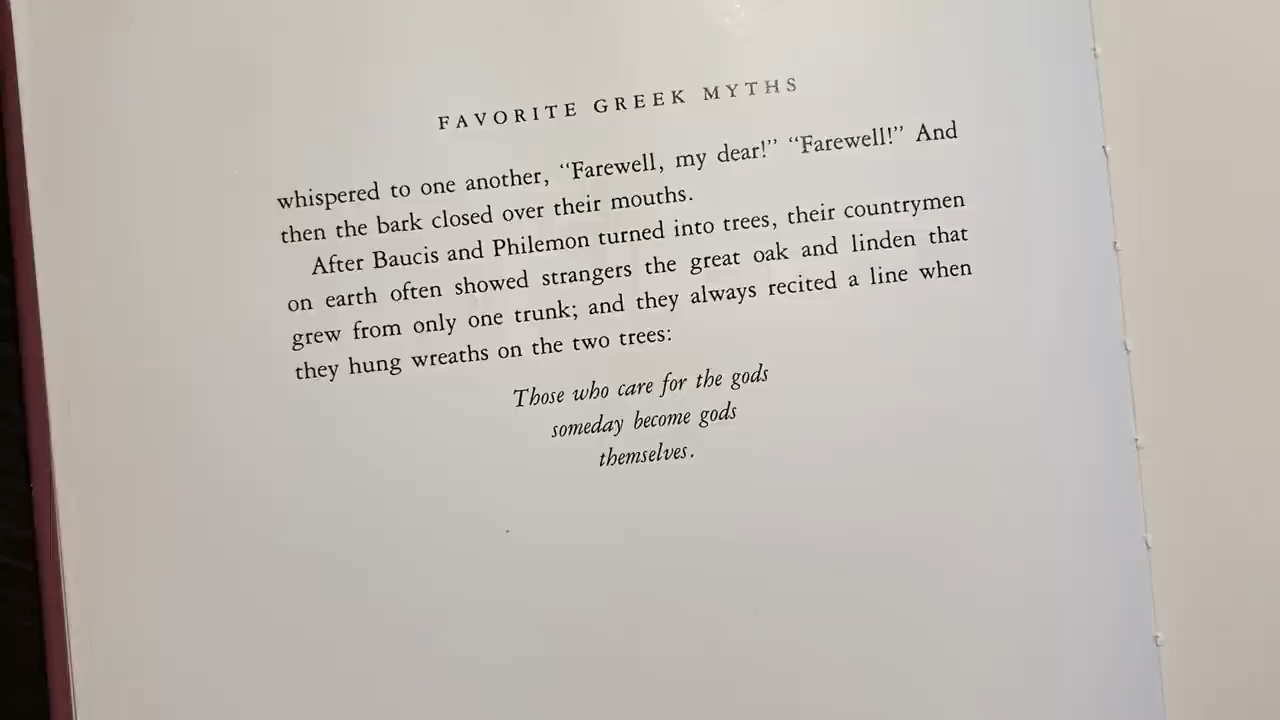 FAVORITE GREEK MYTHS
whispered to one another, “Farewell, my dear!” “Farewell!” And
then the bark closed over their mouths.
After Baucis and Philemon turned into trees, their countrymen
on earth often showed strangers the great oak and linden that
grew from only one trunk; and they always recited a line when
they hung wreaths on the two trees:
Those who care for the gods
someday become gods
themselves.